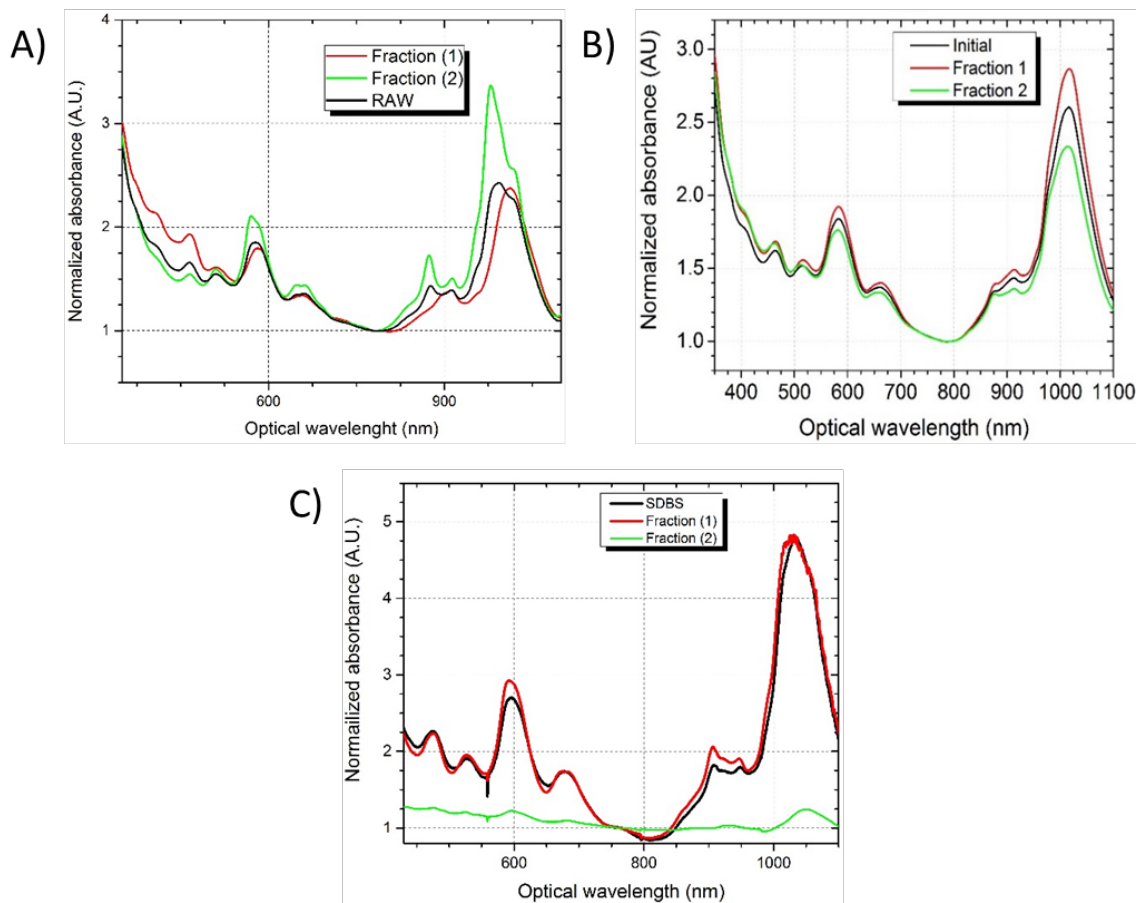 A)
Normalized absorbance (A.U.)
4
3
2
1
Fraction (1)
Fraction (2)
RAW
600
900
Optical wavelenght (nm)
B)
Normalized absorbance (AU)
3.0
2.5
2.0
1.5
1.0
Initial
Fraction 1
Fraction 2
400 500 600 700 800 900 1000 1100
Optical wavelength (nm)
C)
Normailized absorbance (A.U.)
5
4
3
2
1
SDBS
Fraction (1)
Fraction (2)
600 800 1000
Optical wavelength (nm)